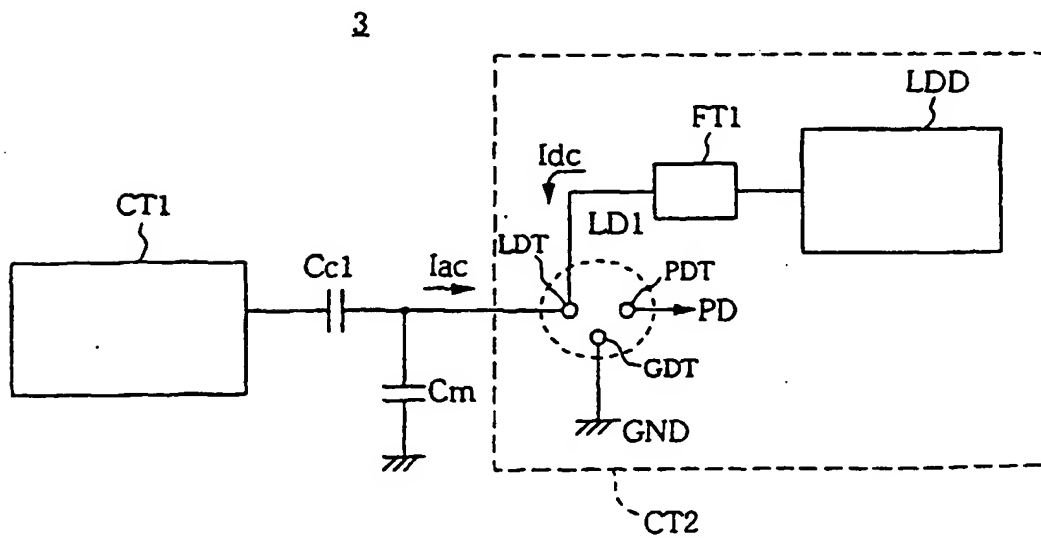 3
LDD
FT1
Idc
CT1
LD1
LDT
Cc1
Iac
PDT
PD
GDT
Cm
GND
CT2